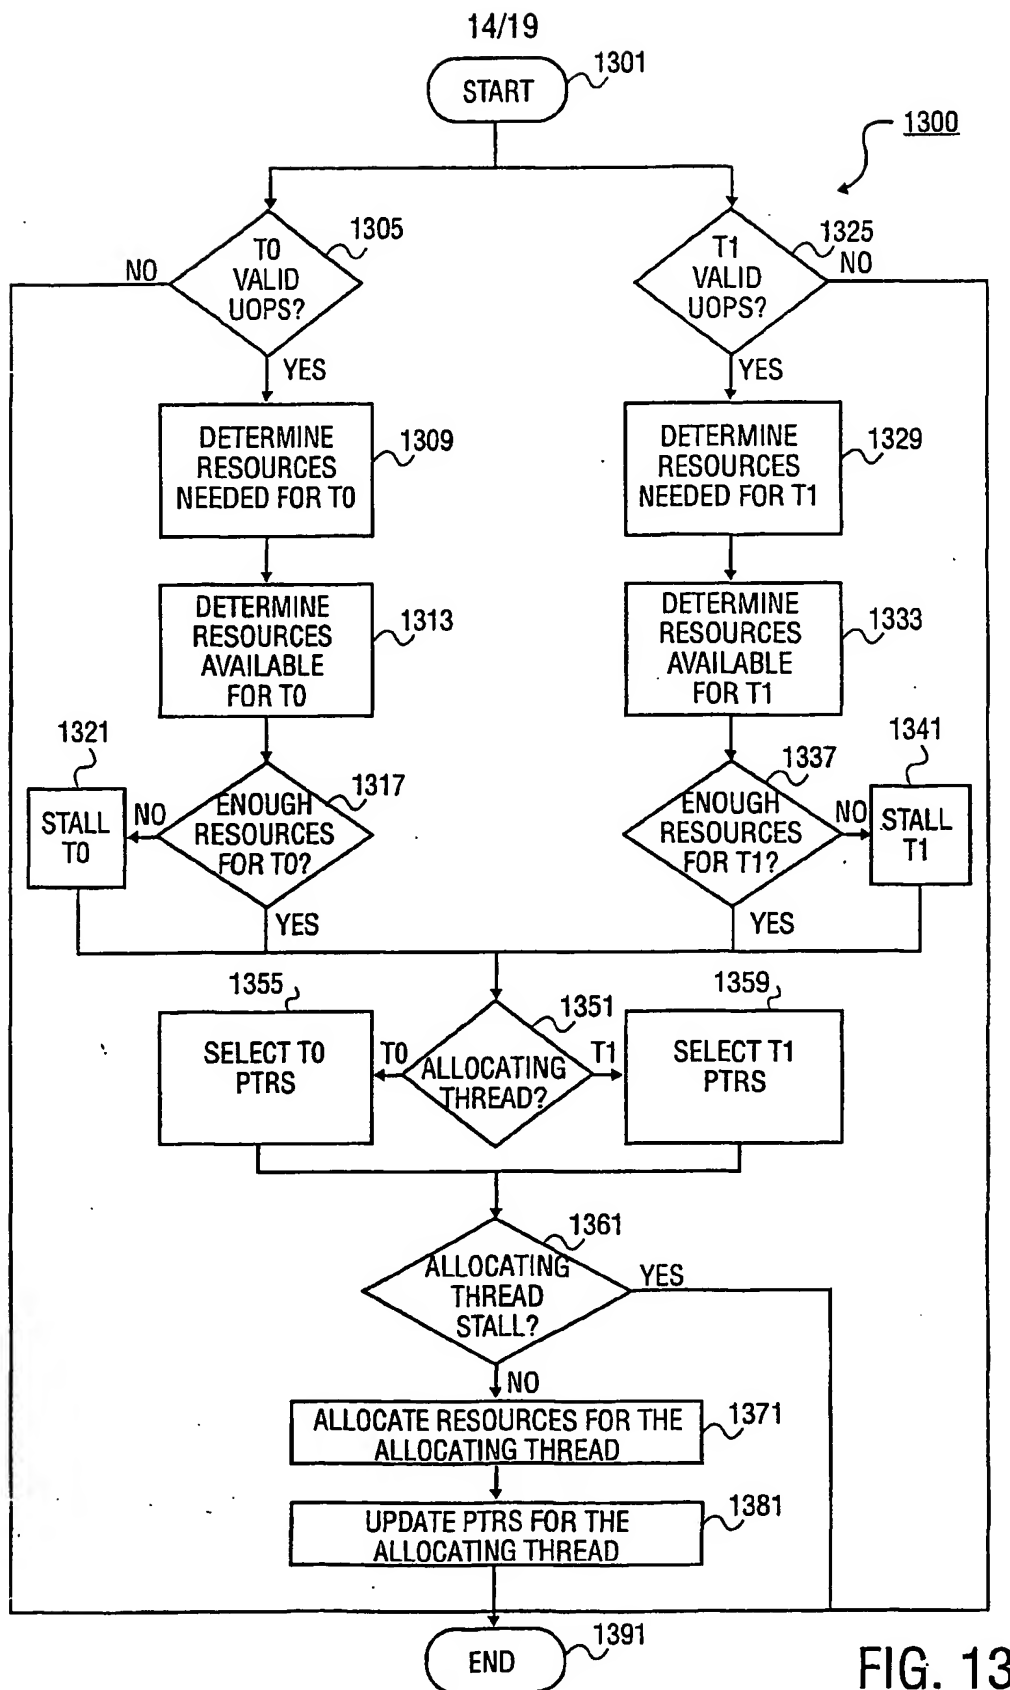 14/19
START
1301
1300
T0
VALID
UOPS?
1305
NO
YES
T1
VALID
UOPS?
1325
NO
YES
DETERMINE
RESOURCES
NEEDED FOR T0
1309
DETERMINE
RESOURCES
NEEDED FOR T1
1329
DETERMINE
RESOURCES
AVAILABLE
FOR T0
1313
DETERMINE
RESOURCES
AVAILABLE
FOR T1
1333
1321
STALL
T0
NO
ENOUGH
RESOURCES
FOR T0?
1317
YES
1337
ENOUGH
RESOURCES
FOR T1?
NO
YES
1341
STALL
T1
1355
SELECT T0
PTRS
T0
1351
ALLOCATING
THREAD?
T1
1359
SELECT T1
PTRS
1361
ALLOCATING
THREAD
STALL?
YES
NO
ALLOCATE RESOURCES FOR THE
ALLOCATING THREAD
1371
UPDATE PTRS FOR THE
ALLOCATING THREAD
1381
END
1391
FIG. 13